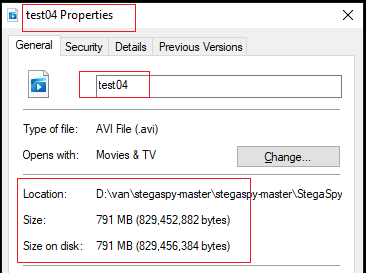 test04 Properties
General Security Details Previous Versions
test04
Type of file: AVI File (.avi)
Opens with: Movies & TV Change...
Location: D:\van\stegaspy-master\stegaspy-master\StegaSpy
Size: 791 MB (829,452,882 bytes)
Size on disk: 791 MB (829,456,384 bytes)